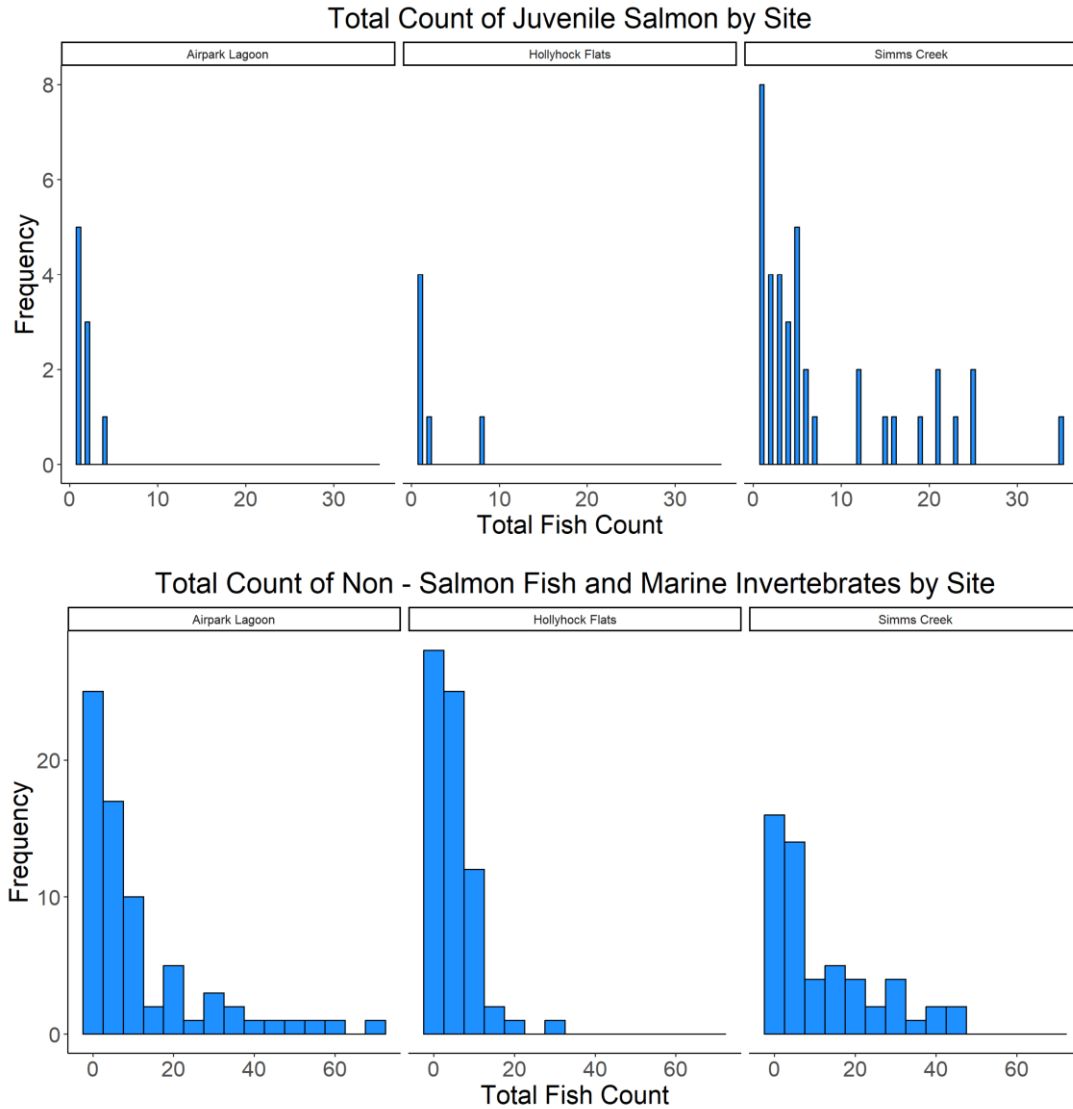 Total Count of Juvenile Salmon by Site
Airpark Lagoon Hollyhock Flats Simms Creek
8
6
4
2
0
Frequency
0 10 20 30 0 10 20 30 0 10 20 30
Total Fish Count
Total Count of Non - Salmon Fish and Marine Invertebrates by Site
Airpark Lagoon Hollyhock Flats Simms Creek
20
10
0
Frequency
0 20 40 60 0 20 40 60 0 20 40 60
Total Fish Count